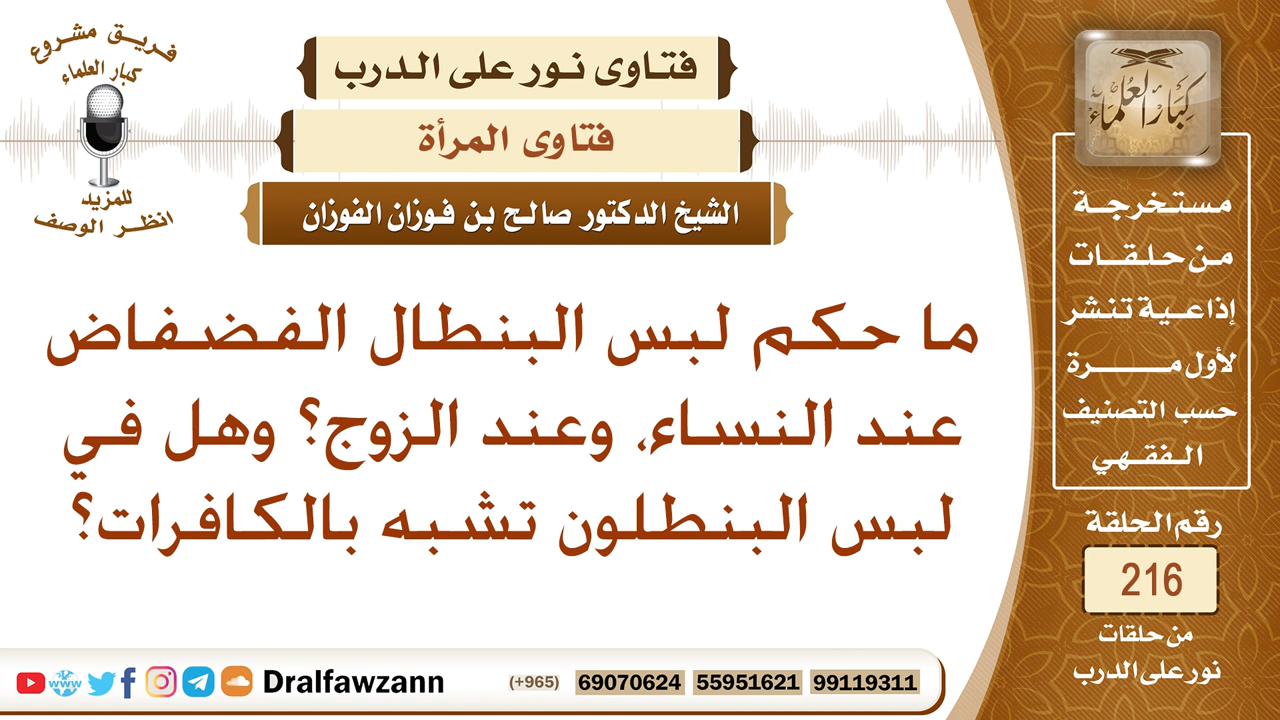 فريق مشروع
كبار العلماء
للمزيد
انظر الوصف
فتاوى نور على الدرب
فتاوى المرأة
الشيخ الدكتور صالح بن فوزان الفوزان
ما حكم لبس البنطال الفضفاض
عند النساء، وعند الزوج؟ وهل في
لبس البنطلون تشبه بالكافرات؟
كبار العلماء
مستخرجة
من حلقات
إذاعية تنشر
لأول مرة
حسب التصنيف
الفقهي
رقم الحلقة
216
من حلقات
نور على الدرب
www
Dralfawzann
(+965) 69070624 55951621 99119311